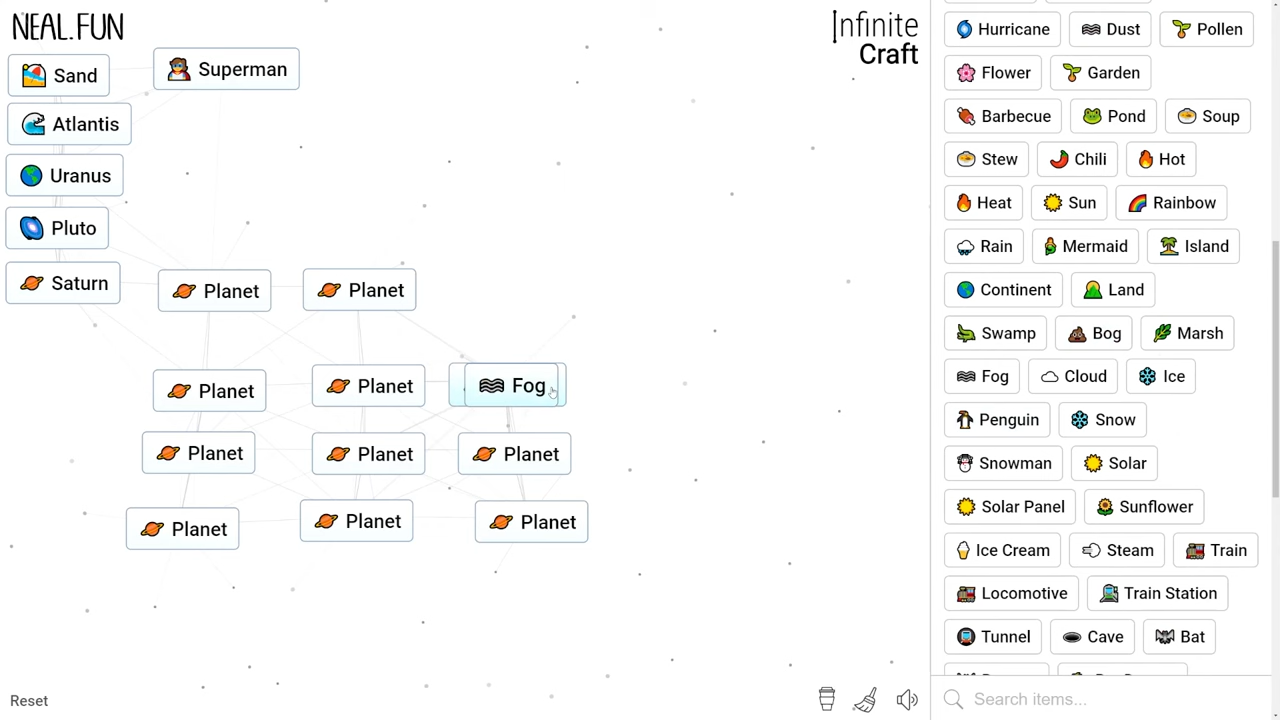 NEAL.FUN
Infinite
Craft
Sand
Superman
Atlantis
Uranus
Pluto
Saturn
Planet
Planet
Planet
Planet
Fog
Planet
Planet
Planet
Planet
Planet
Planet
Reset
Hurricane
Dust
Pollen
Flower
Garden
Barbecue
Pond
Soup
Stew
Chili
Hot
Heat
Sun
Rainbow
Rain
Mermaid
Island
Continent
Land
Swamp
Bog
Marsh
Fog
Cloud
Ice
Penguin
Snow
Snowman
Solar
Solar Panel
Sunflower
Ice Cream
Steam
Train
Locomotive
Train Station
Tunnel
Cave
Bat
Search items...